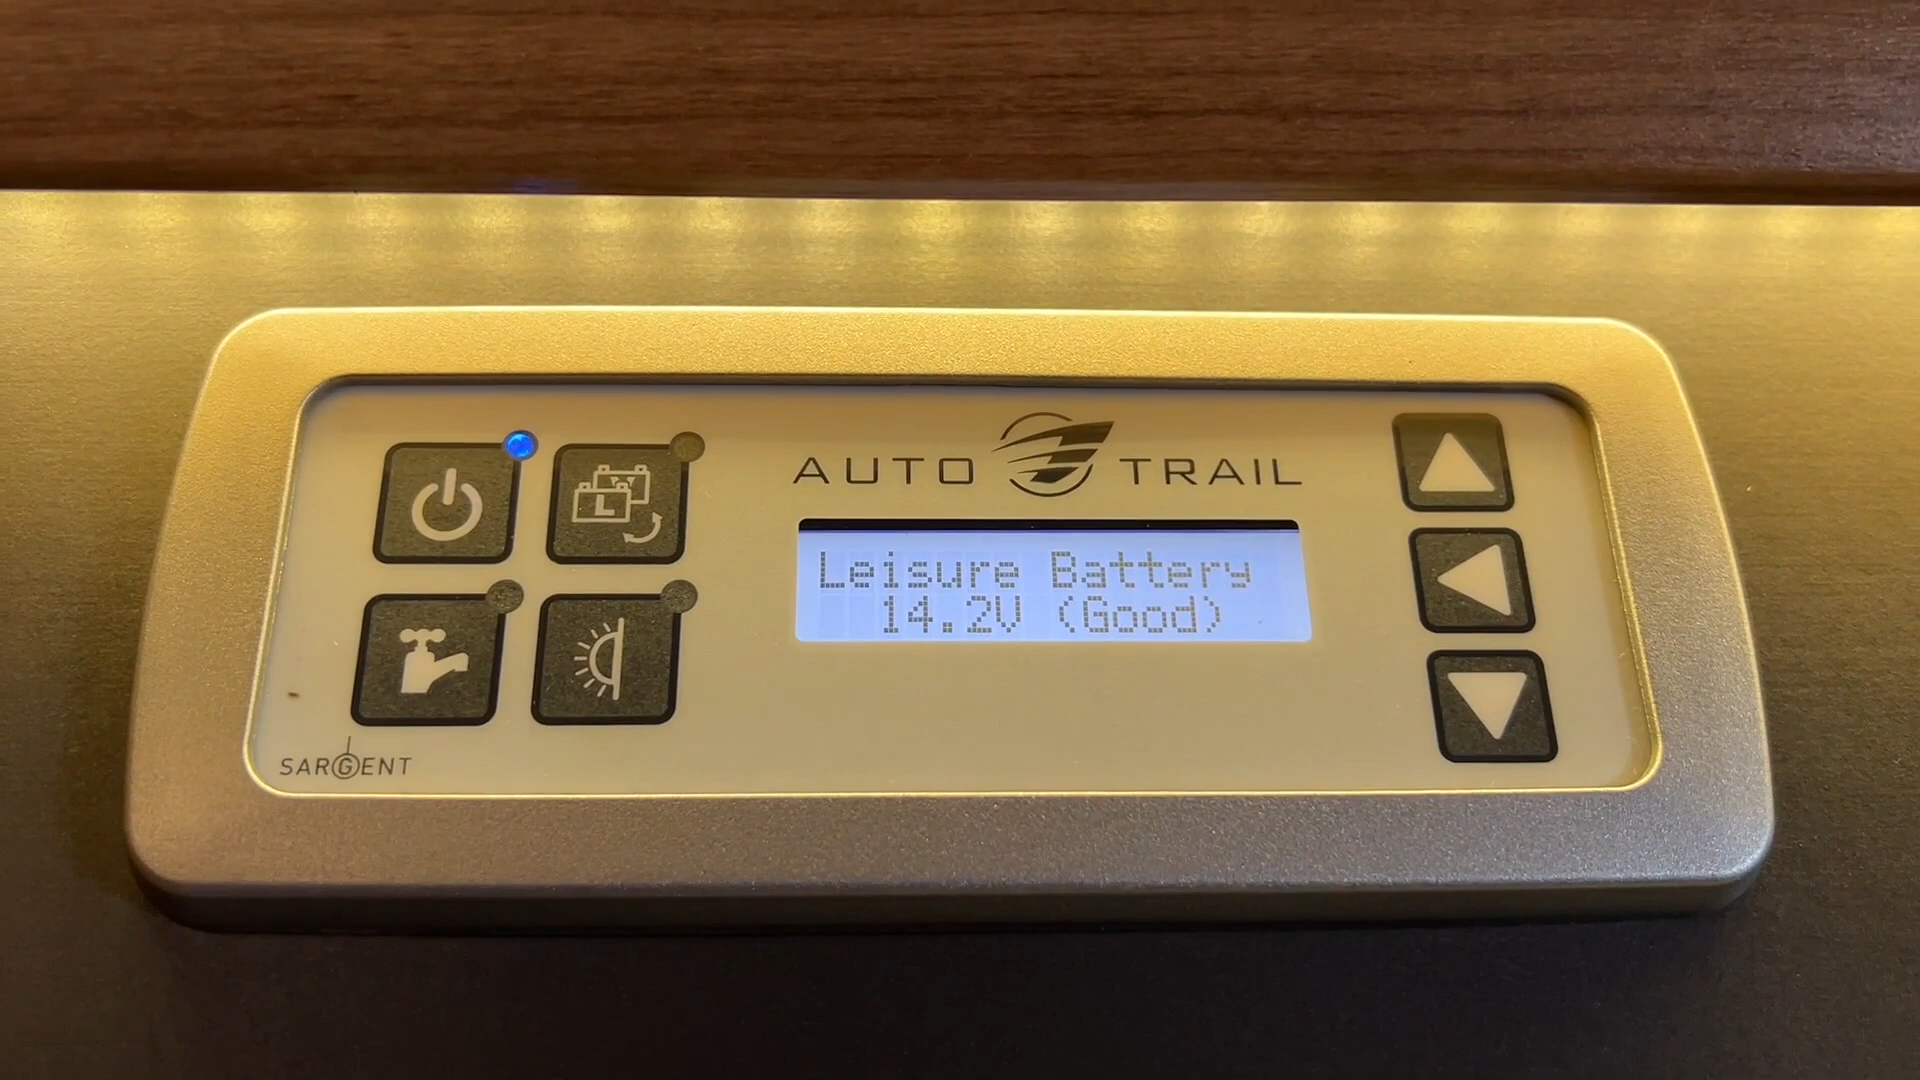 AUTO TRAIL
Leisure Battery
14.2V (Good)
L V
SARGENT